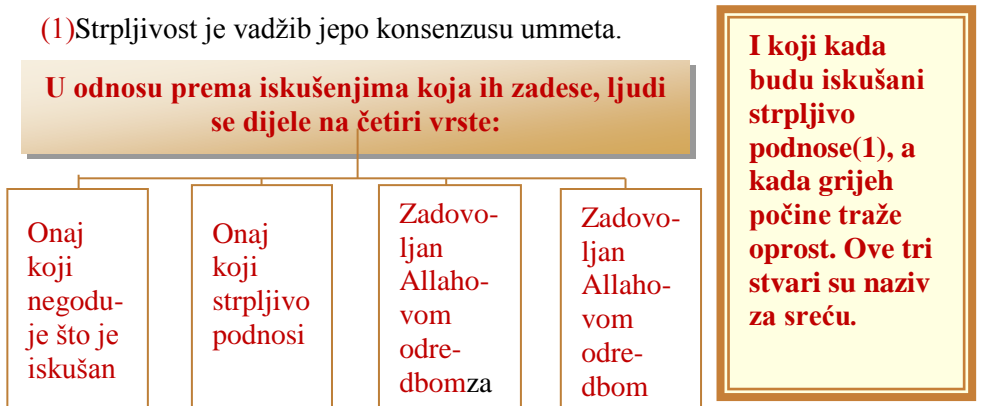 (1)Strpljivost je vadžib jepo konsenzusu ummeta.
U odnosu prema iskušenjima koja ih zadese, ljudi
se dijele na četiri vrste:
Onaj
koji
negodu-
je što je
iskušan
Onaj
koji
strpljivo
podnosi
Zadovo-
ljan
Allaho-
vom
odre-
dbomza
Zadovo-
ljan
Allaho-
vom
odre-
dbom
I koji kada
budu iskušani
strpljivo
podnose(1), a
kada grijeh
počine traže
oprost. Ove tri
stvari su naziv
za sreću.